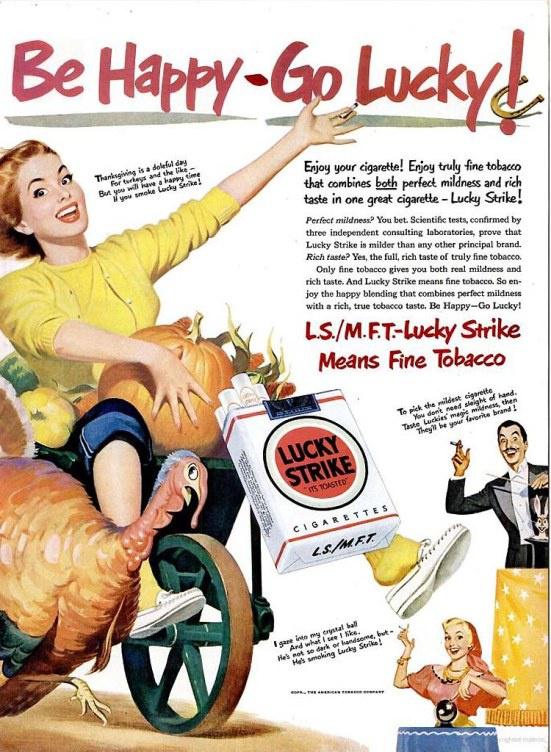 Be Happy-Go Lucky!
Thanksgiving is a doleful day
For turkeys and the like —
But you will have a happy time
If you smoke Lucky Strike!
Enjoy your cigarette! Enjoy truly fine tobacco
that combines both perfect mildness and rich
taste in one great cigarette - Lucky Strike!
Perfect mildness? You bet. Scientific tests, confirmed by
three independent consulting laboratories, prove that
Lucky Strike is milder than any other principal brand.
Rich taste? Yes, the full, rich taste of truly fine tobacco.
Only fine tobacco gives you both real mildness and
rich taste. And Lucky Strike means fine tobacco. So en-
joy the happy blending that combines perfect mildness
with a rich, true tobacco taste. Be Happy—Go Lucky!
L.S./M.F.T.-Lucky Strike
Means Fine Tobacco
To pick the mildest cigarette
You don't need sleight of hand.
Taste Luckies' magic mildness, then
They'll be your favorite brand!
LUCKY
STRIKE
"IT'S TOASTED"
CIGARETTES
L.S./M.F.T.
I gaze into my crystal ball
And what I see I like.
He's not so dark or handsome, but-
He's smoking Lucky Strike!
COPR., THE AMERICAN TOBACCO COMPANY